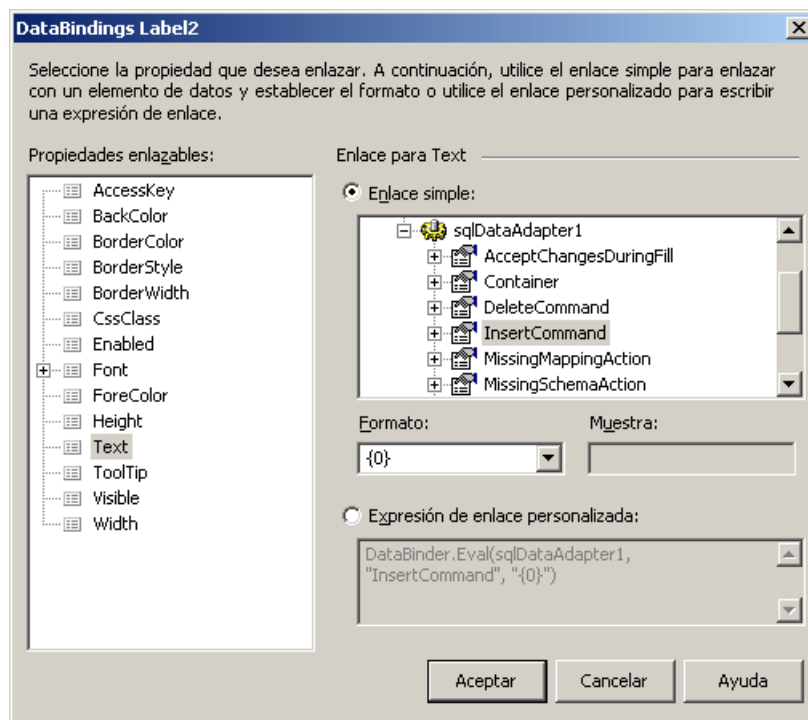 DataBindings Label2
Seleccione la propiedad que desea enlazar. A continuación, utilice el enlace simple para enlazar
con un elemento de datos y establecer el formato o utilice el enlace personalizado para escribir
una expresión de enlace.
Propiedades enlazables:
AccessKey
BackColor
BorderColor
BorderStyle
BorderWidth
CssClass
Enabled
Font
ForeColor
Height
Text
ToolTip
Visible
Width
Enlace para Text
Enlace simple:
sqlDataAdapter1
AcceptChangesDuringFill
Container
DeleteCommand
InsertCommand
MissingMappingAction
MissingSchemaAction
Formato:
Muestra:
{0}
Expresión de enlace personalizada:
DataBinder.Eval(sqlDataAdapter1,
"InsertCommand", "{0}")
Aceptar
Cancelar
Ayuda